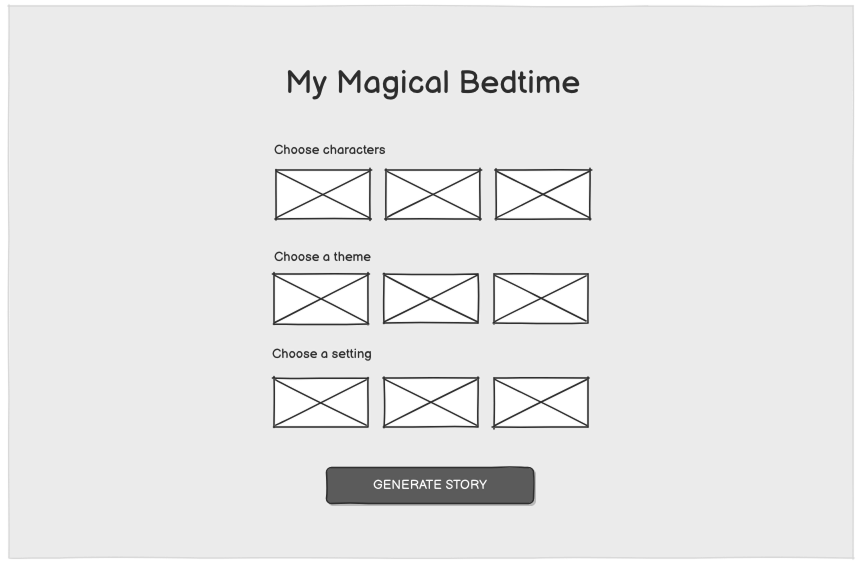 My Magical Bedtime
Choose characters
Choose a theme
Choose a setting
GENERATE STORY